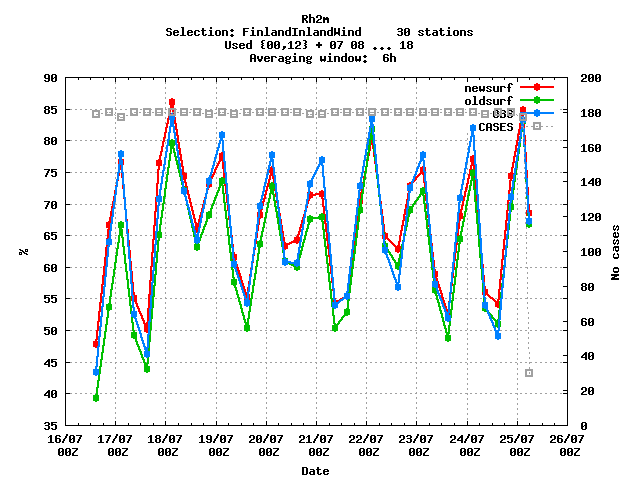 Rh2m
Selection: FinlandInlandWind     30 stations
Used {00,12} + 07 08 ... 18
Averaging window:  6h
90
85
80
75
70
65
60
55
50
45
40
35
%
200
180
160
140
120
100
80
60
40
20
0
No cases
newsurf
oldsurf
OBS
CASES
16/07 17/07 18/07 19/07 20/07 21/07 22/07 23/07 24/07 25/07 26/07
00Z 00Z 00Z 00Z 00Z 00Z 00Z 00Z 00Z 00Z 00Z
Date